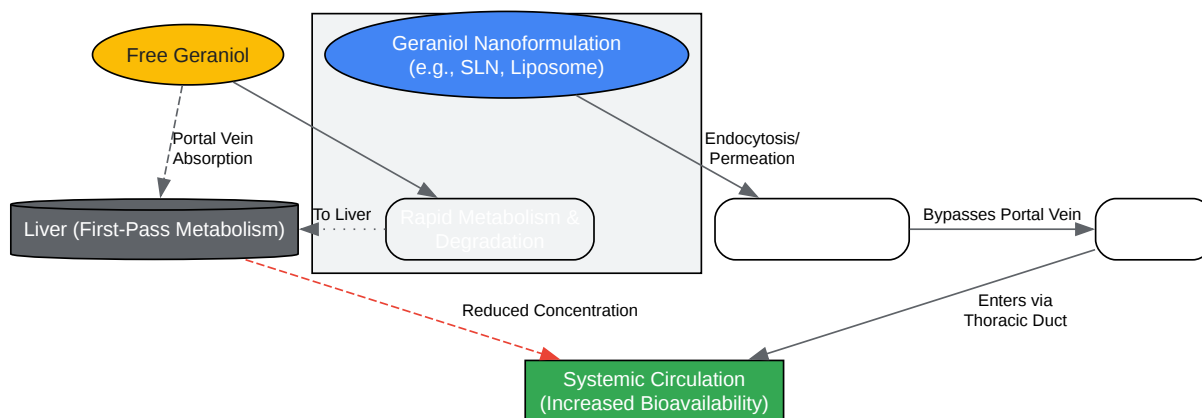 Free Geraniol
Geraniol Nanoformulation
(e.g., SLN, Liposome)
Portal Vein
Absorption
Endocytosis/
Permeation
Liver (First-Pass Metabolism)
To Liver
Rapid Metabolism &
Degradation
Bypasses Portal Vein
Reduced Concentration
Enters via
Thoracic Duct
Systemic Circulation
(Increased Bioavailability)